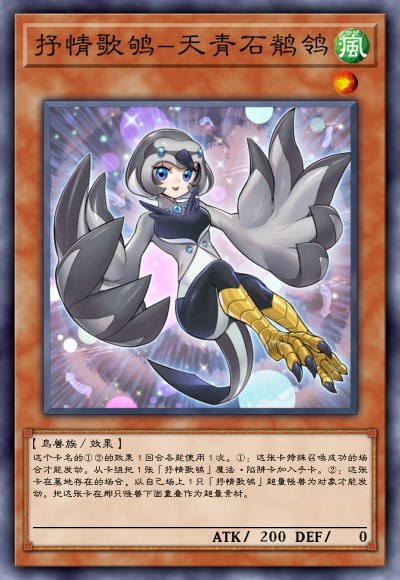 抒情歌鸲-天青石鹡鸰
風
【鸟兽族/效果】
这个卡名的①②的效果1回合各能使用1次。①：这张卡特殊召唤成功的场
合才能发动。从卡组把1张「抒情歌鸲」魔法·陷阱卡加入手卡。②：这张
卡在墓地存在的场合，以自己场上1只「抒情歌鸲」超量怪兽为对象才能发
动。把这张卡在那只怪兽下面重叠作为超量素材。
ATK/ 200 DEF/ 0